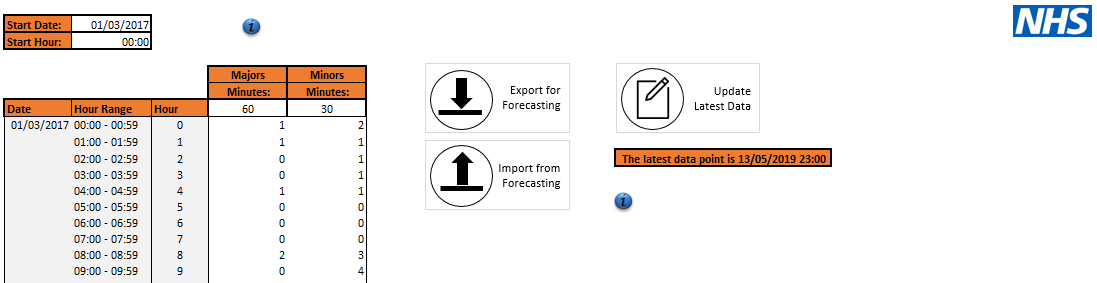 Start Date: 01/03/2017
Start Hour: 00:00
i
NHS
Majors Minors
Minutes: Minutes:
Date Hour Range Hour 60 30
01/03/2017 00:00 - 00:59 0 1 2
01:00 - 01:59 1 1 1
02:00 - 02:59 2 0 1
03:00 - 03:59 3 0 1
04:00 - 04:59 4 1 1
05:00 - 05:59 5 0 0
06:00 - 06:59 6 0 0
07:00 - 07:59 7 0 0
08:00 - 08:59 8 2 3
09:00 - 09:59 9 0 4
Export for
Forecasting
Import from
Forecasting
Update
Latest Data
The latest data point is 13/05/2019 23:00
i